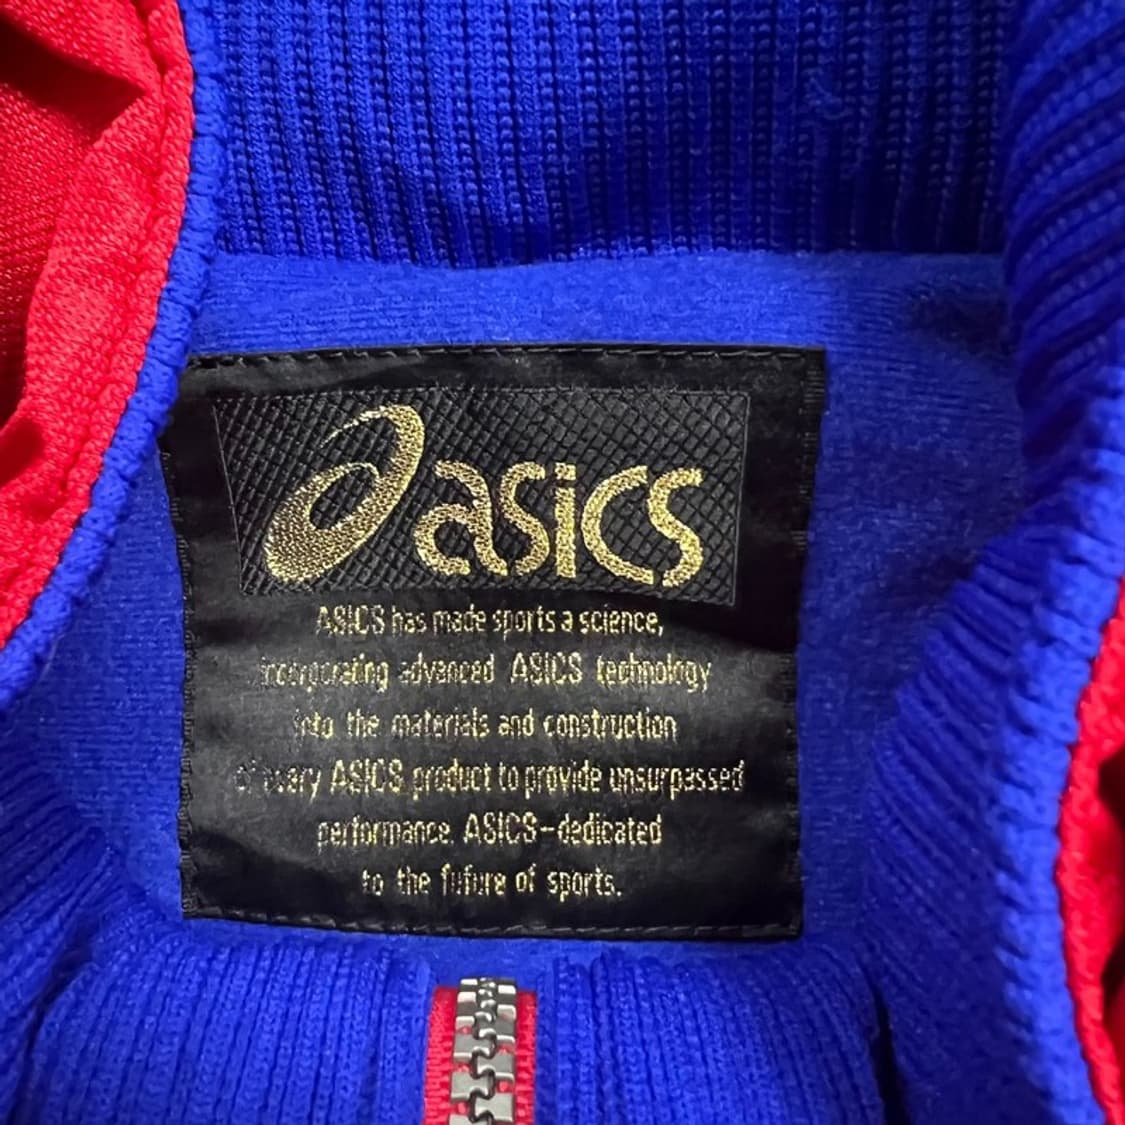 asics
ASICS has made sports a science,
incorporating advanced ASICS technology
into the materials and construction
of every ASICS product to provide unsurpassed
performance. ASICS-dedicated
to the future of sports.